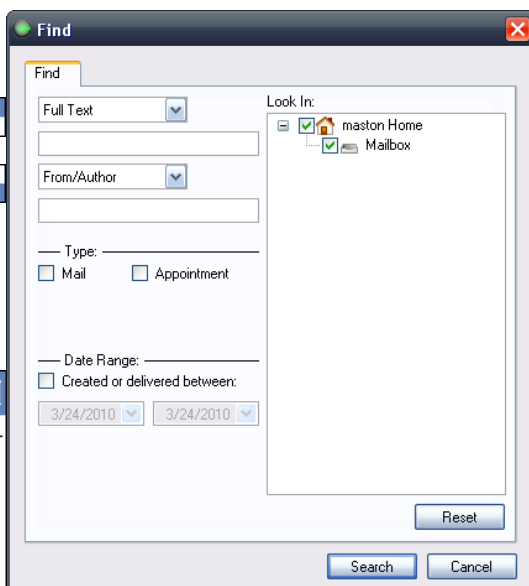 Find
Find
Full Text
From/Author
Type:
Mail
Appointment
Date Range:
Created or delivered between:
3/24/2010
3/24/2010
Look In:
maston Home
Mailbox
Reset
Search
Cancel